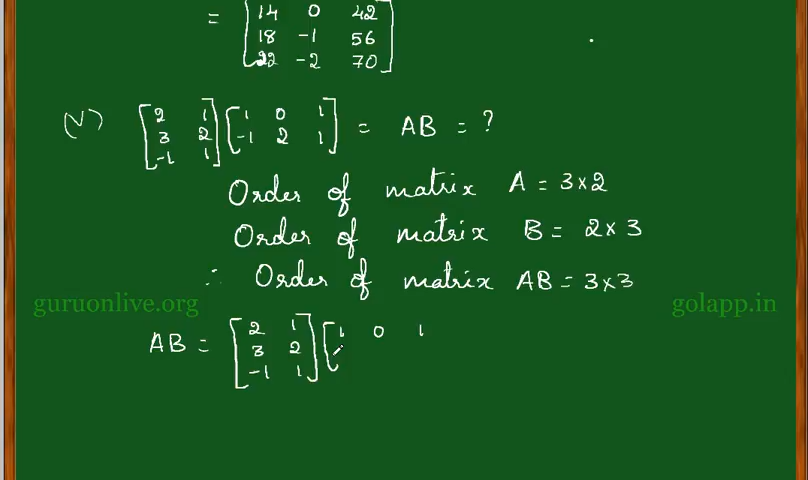 = [14 0 42
18 -1 56
22 -2 70]
(V) [2 1 [1 0 1 = AB = ?
3 2 -1 2 1]
-1 1]
Order of matrix A = 3×2
Order of matrix B = 2×3
∴ Order of matrix AB = 3×3
guruonlive.org golapp.in
AB = [2 1 [1 0 1
3 2
-1 1]